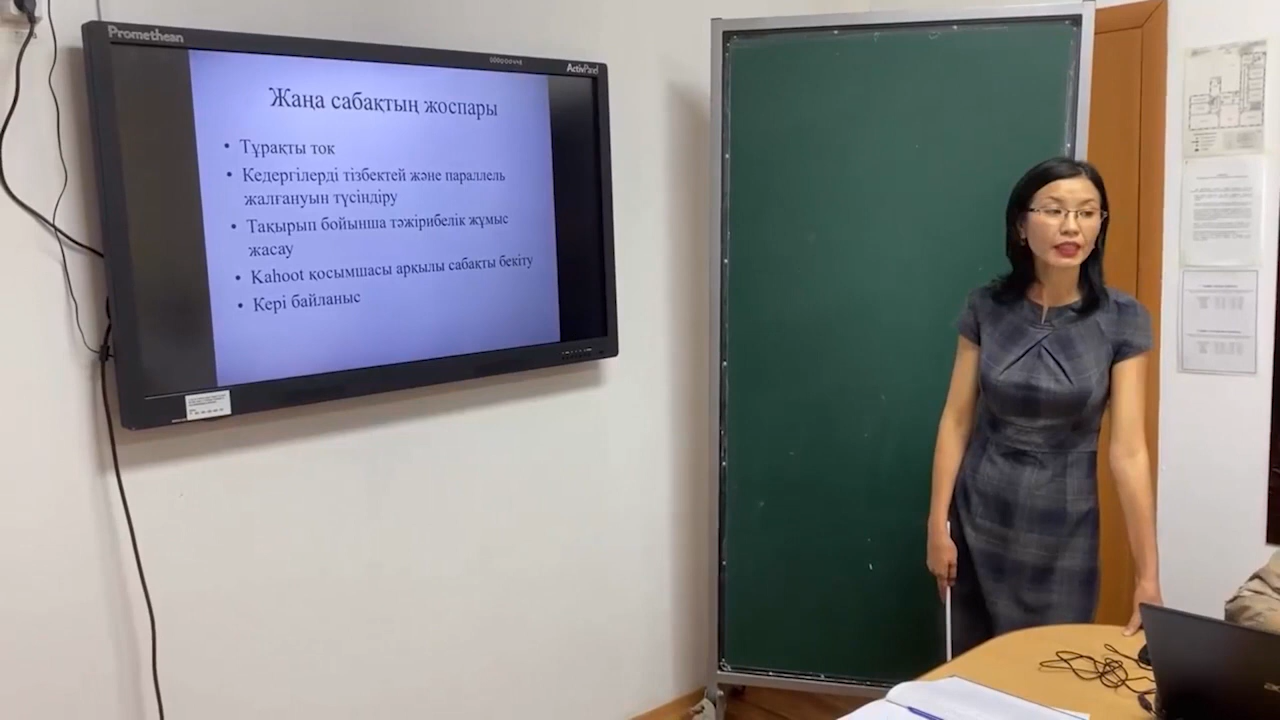 Promethean
ActivPanel
Жаңа сабақтың жоспары
• Тұрақты ток
• Кедергілерді тізбектей және параллель
жалғануын түсіндіру
• Тақырып бойынша тәжірибелік жұмыс
жасау
• Kahoot қосымшасы арқылы сабақты бекіту
• Кері байланыс